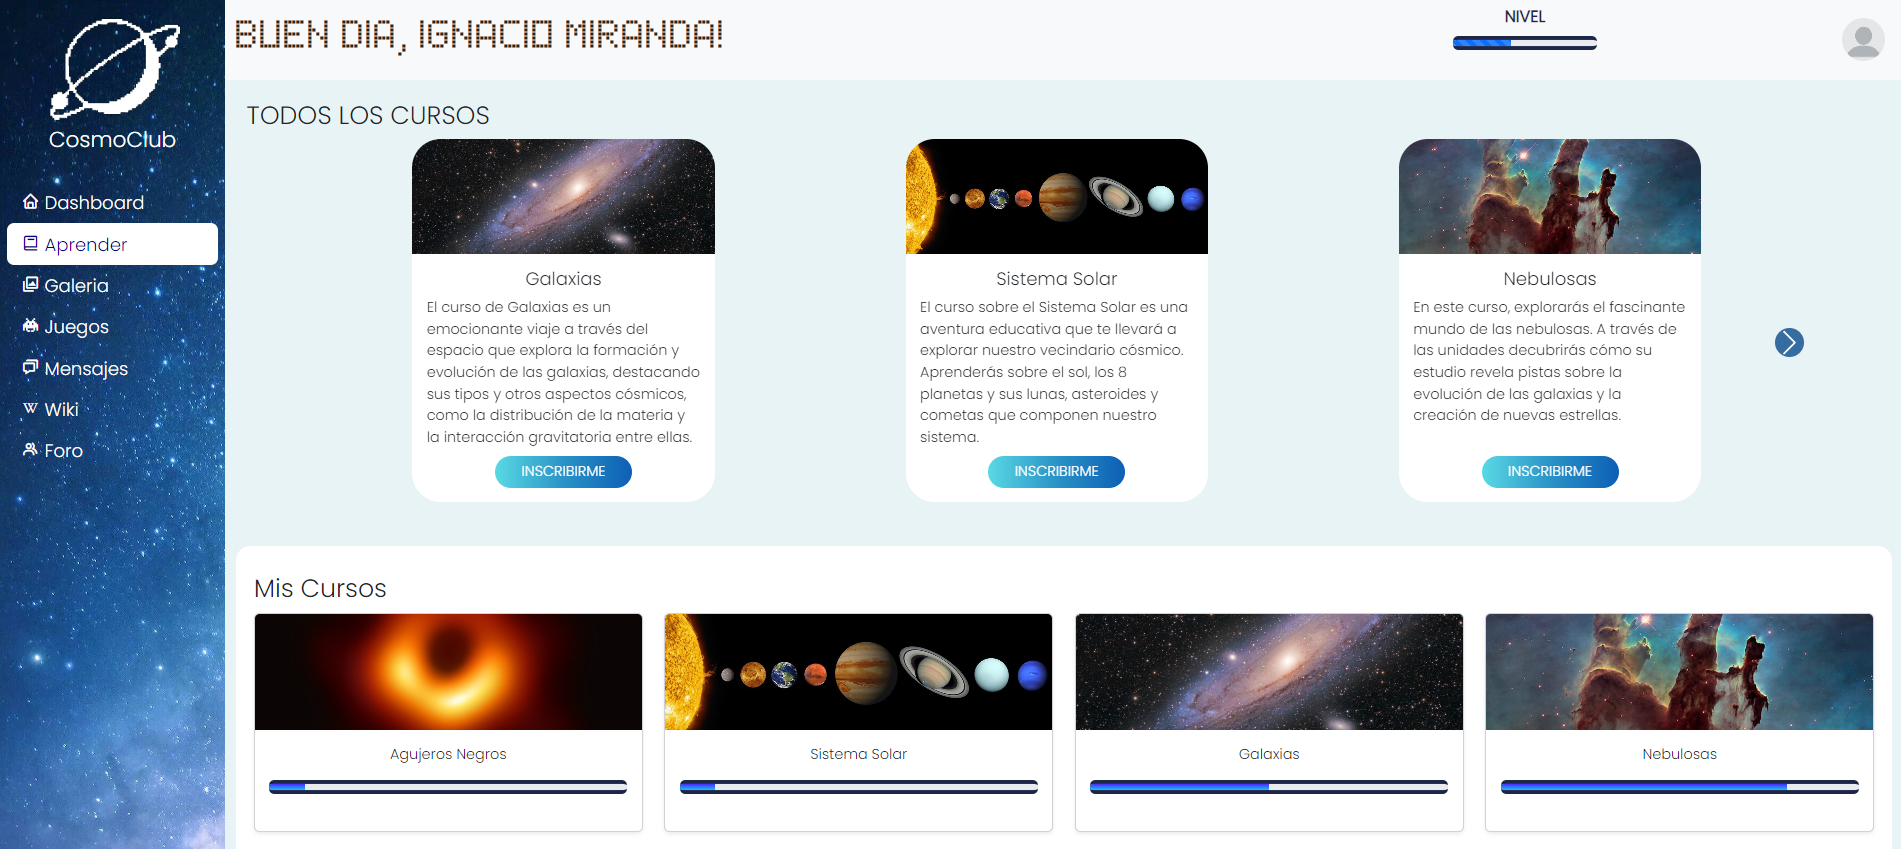 CosmoClub
Dashboard
Aprender
Galeria
Juegos
Mensajes
Wiki
Foro
BUEN DIA, IGNACIO MIRANDA!
NIVEL
TODOS LOS CURSOS
Galaxias
El curso de Galaxias es un
emocionante viaje a través del
espacio que explora la formación y
evolución de las galaxias, destacando
sus tipos y otros aspectos cósmicos,
como la distribución de la materia y
la interacción gravitatoria entre ellas.
INSCRIBIRME
Sistema Solar
El curso sobre el Sistema Solar es una
aventura educativa que te llevará a
explorar nuestro vecindario cósmico.
Aprenderás sobre el sol, los 8
planetas y sus lunas, asteroides y
cometas que componen nuestro
sistema.
INSCRIBIRME
Nebulosas
En este curso, explorarás el fascinante
mundo de las nebulosas. A través de
las unidades decubrirás cómo su
estudio revela pistas sobre la
evolución de las galaxias y la
creación de nuevas estrellas.
INSCRIBIRME
Mis Cursos
Agujeros Negros
Sistema Solar
Galaxias
Nebulosas